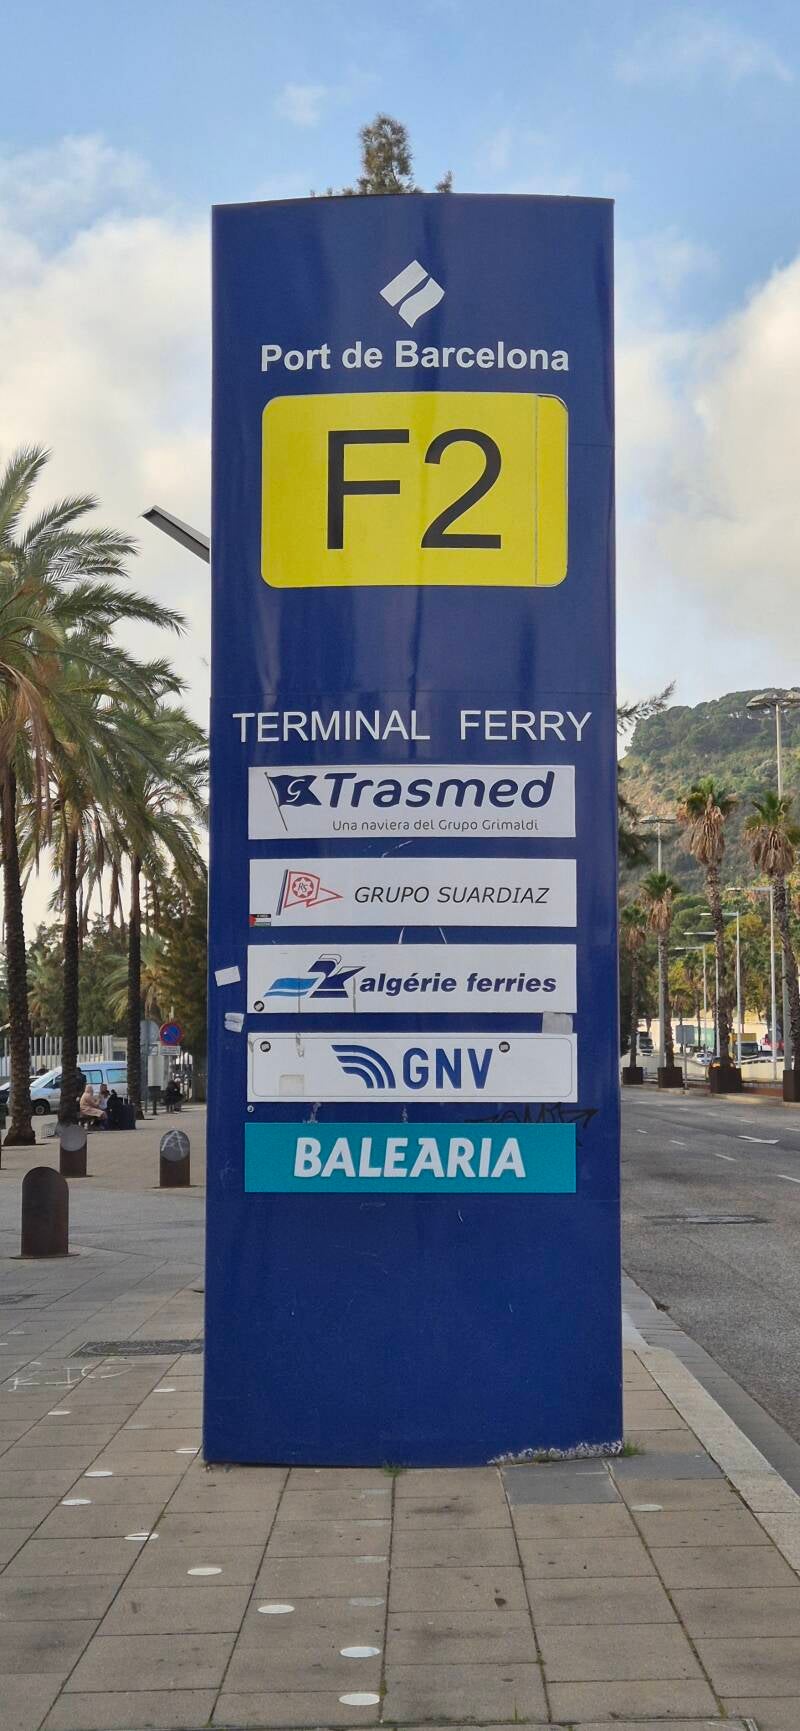 Port de Barcelona
F2
TERMINAL FERRY
Trasmed
Una naviera del Grupo Grimaldi
GRUPO SUARDIAZ
algérie ferries
GNV
BALEARIA